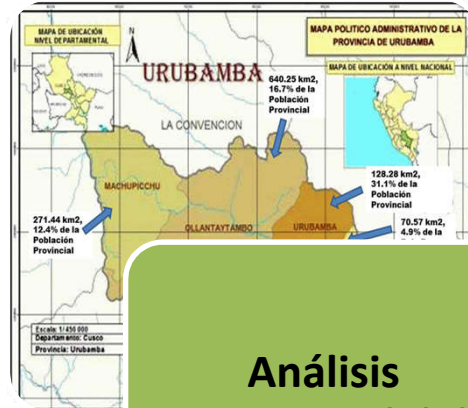 MAPA DE UBICACIÓN
NIVEL DEPARTAMENTAL
N
MAPA POLITICO ADMINISTRATIVO DE LA
PROVINCIA DE URUBAMBA
MAPA DE UBICACIÓN A NIVEL NACIONAL
URUBAMBA
640.25 km2,
16.7% de la
Población
Provincial
LA CONVENCION
128.28 km2,
31.1% de la
Población
Provincial
MACHUPICCHU
271.44 km2,
12.4% de la
Población
Provincial
OLLANTAYTAMBO
URUBAMBA
70.57 km2,
4.9% de la
Escala: 1/450 000
Departamento: Cusco
Provincia: Urubamba
Análisis